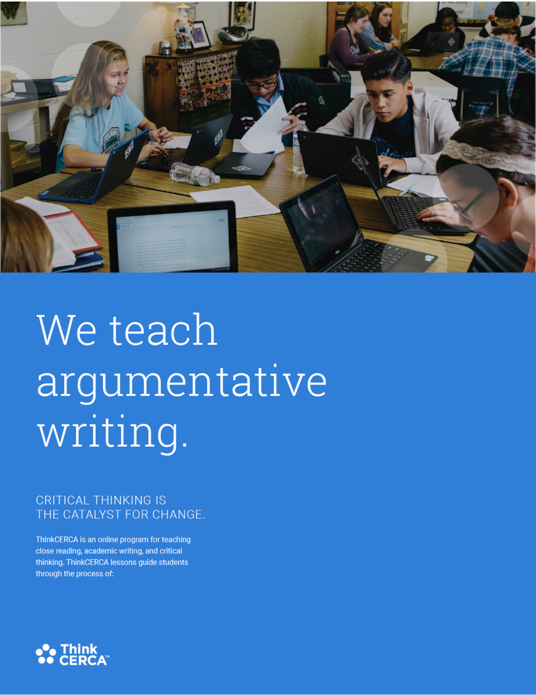 We teach
argumentative
writing.
CRITICAL THINKING IS
THE CATALYST FOR CHANGE.
ThinkCERCA is an online program for teaching
close reading, academic writing, and critical
thinking. ThinkCERCA lessons guide students
through the process of:
Think
CERCA™